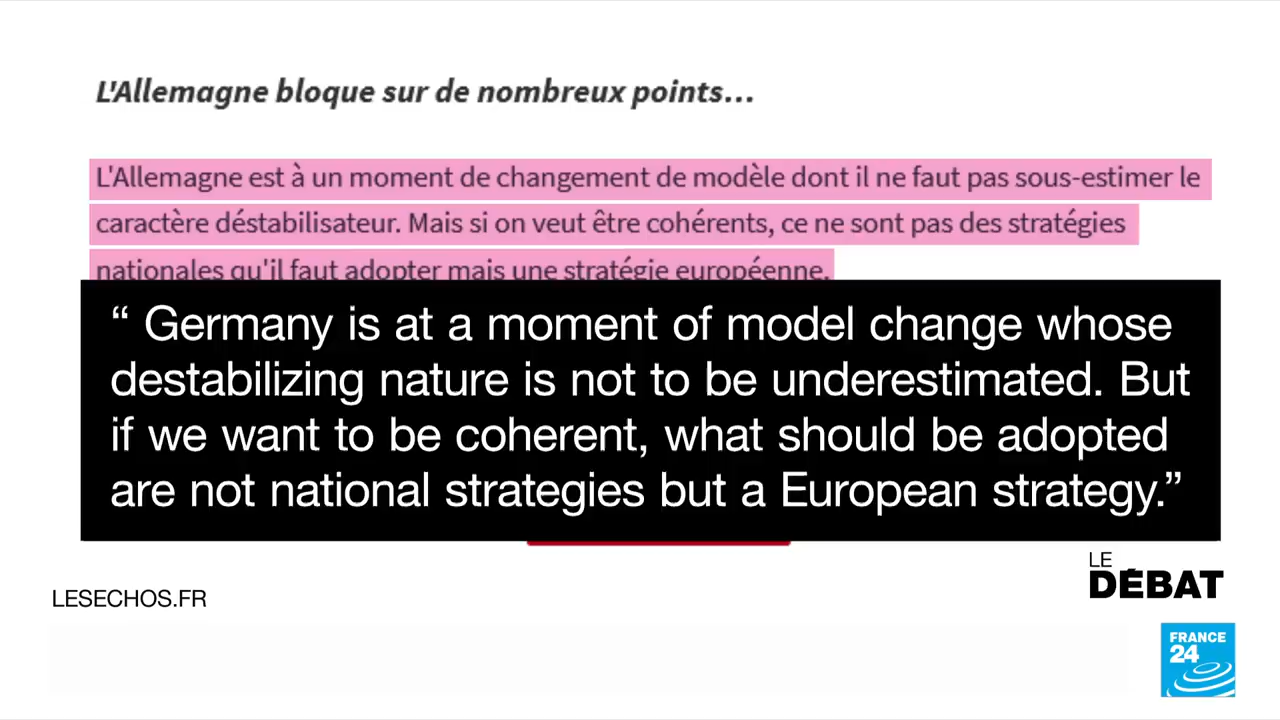 L'Allemagne bloque sur de nombreux points...
L'Allemagne est à un moment de changement de modèle dont il ne faut pas sous-estimer le
caractère déstabilisateur. Mais si on veut être cohérents, ce ne sont pas des stratégies
nationales qu'il faut adopter mais une stratégie européenne.
“ Germany is at a moment of model change whose
destabilizing nature is not to be underestimated. But
if we want to be coherent, what should be adopted
are not national strategies but a European strategy.”
LE
DÉBAT
LESECHOS.FR
FRANCE
24